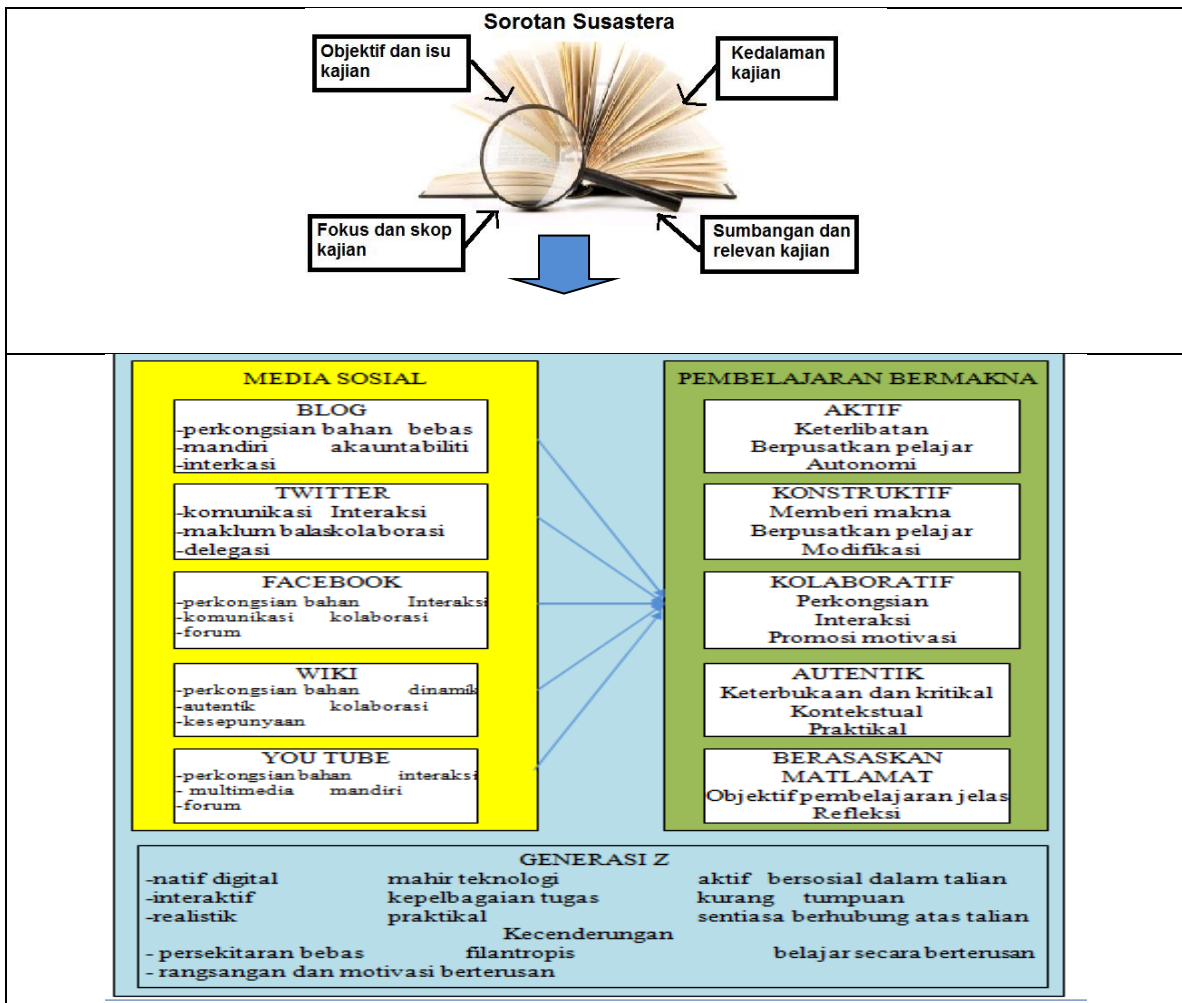 Sorotan Susastera
Objektif dan isu
kajian
Kedalaman
kajian
Fokus dan skop
kajian
Sumbangan dan
relevan kajian
MEDIA SOSIAL
BLOG
-perkongsian bahan bebas
-mandiri akauntabiliti
-interkasi
TWITTER
-komunikasi Interaksi
-maklum balaskolaborasi
-delegasi
FACEBOOK
-perkongsian bahan Interaksi
-komunikasi kolaborasi
-forum
WIKI
-perkongsian bahan dinamik
-autentik kolaborasi
-kesepunyaan
YOU TUBE
-perkongsian bahan interaksi
- multimedia mandiri
-forum
PEMBELAJARAN BERMAKNA
AKTIF
Keterlibatan
Berpusatkan pelajar
Autonomi
KONSTRUKTIF
Memberi makna
Berpusatkan pelajar
Modifikasi
KOLABORATIF
Perkongsian
Interaksi
Promosi motivasi
AUTENTIK
Keterbukaan dan kritikal
Kontekstual
Praktikal
BERASASKAN
MATLAMAT
Objektif pembelajaran jelas
Refleksi
GENERASI Z
-natif digital mahir teknologi aktif bersosial dalam talian
-interaktif kepelbagaian tugas kurang tumpuan
-realistik praktikal sentiasa berhubung atas talian
Kecenderungan
- persekitaran bebas filantropis belajar secara berterusan
- rangsangan dan motivasi berterusan